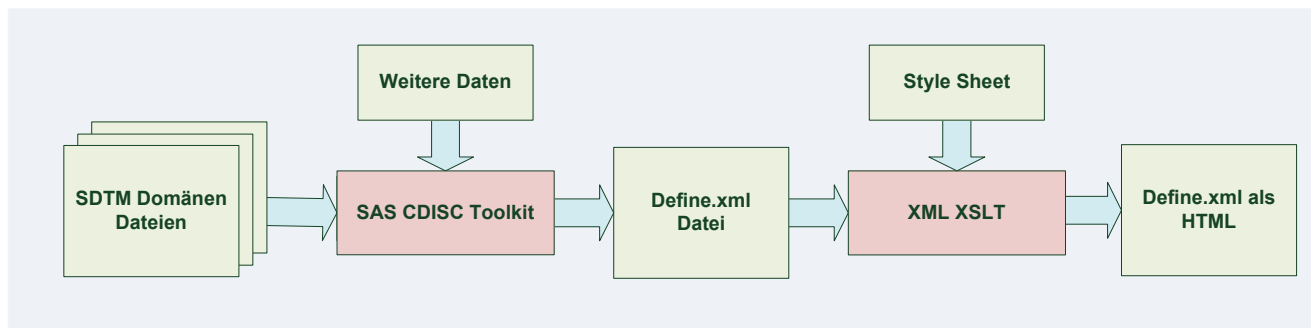 Weitere Daten
Style Sheet
SDTM Domänen
Dateien
SAS CDISC Toolkit
Define.xml
Datei
XML XSLT
Define.xml als
HTML